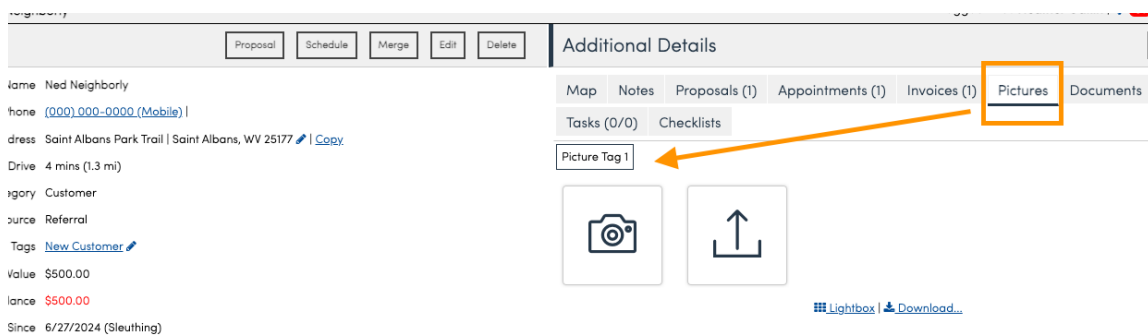 Proposal Schedule Merge Edit Delete
Name Ned Neighborly
Phone (000) 000-0000 (Mobile) |
Saint Albans Park Trail | Saint Albans, WV 25177 | Copy
Drive 4 mins (1.3 mi)
Customer
Referral
Tags New Customer
Value $500.00
$500.00
Since 6/27/2024 (Sleuthing)
Additional Details
Map Notes Proposals (1) Appointments (1) Invoices (1) Pictures Documents
Tasks (0/0) Checklists
Picture Tag 1
Lightbox | Download...